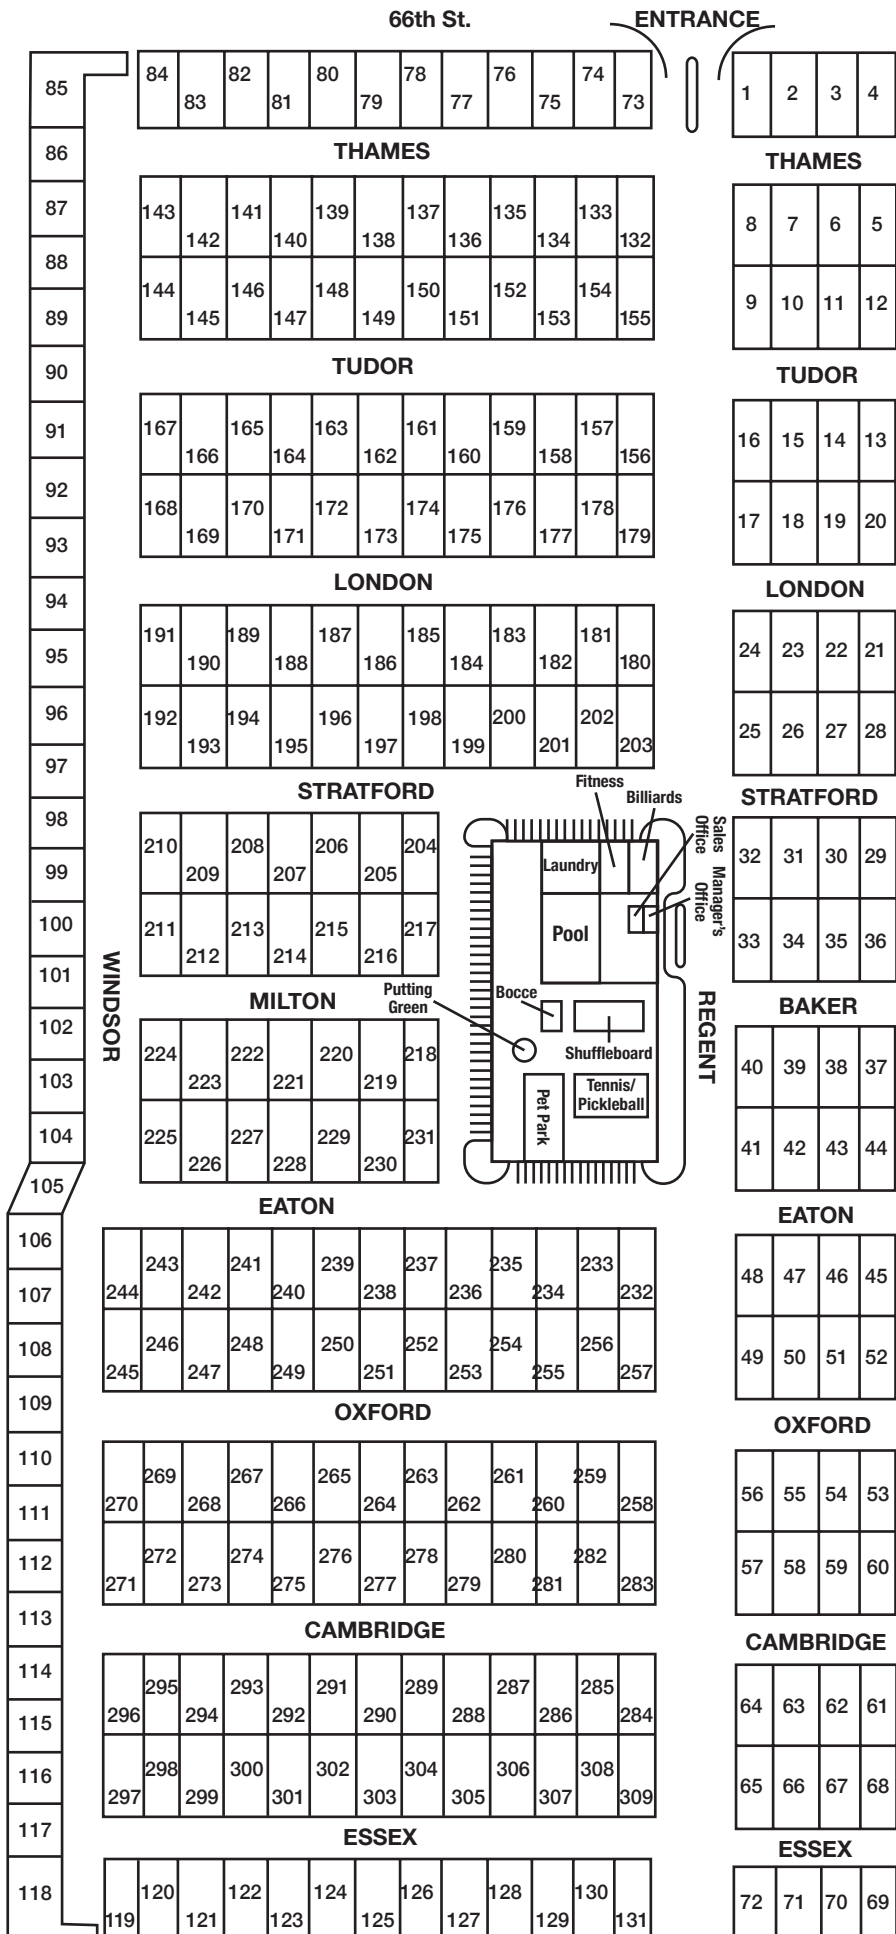 66th St. ENTRANCE
85 84 83 82 81 80 79 78 77 76 75 74 73 1 2 3 4
86
THAMES THAMES
87 143 142 141 140 139 138 137 136 135 134 133 132 8 7 6 5
88
89 144 145 146 147 148 149 150 151 152 153 154 155 9 10 11 12
90
TUDOR TUDOR
91 167 166 165 164 163 162 161 160 159 158 157 156 16 15 14 13
92 168 169 170 171 172 173 174 175 176 177 178 179 17 18 19 20
93
94
LONDON LONDON
95 191 190 189 188 187 186 185 184 183 182 181 180 24 23 22 21
96 192 193 194 195 196 197 198 199 200 201 202 203 25 26 27 28
97
98
STRATFORD STRATFORD
Fitness
Billiards
Sales
Office
Manager's
Office
99 210 209 208 207 206 205 204 Laundry 32 31 30 29
100 211 212 213 214 215 216 217 Pool 33 34 35 36
101
WINDSOR
REGENT
MILTON
Putting
Green
Bocce
Shuffleboard
BAKER
102
103 224 223 222 221 220 219 218 40 39 38 37
Tennis/
Pickleball
Pet Park
104 225 226 227 228 229 230 231 41 42 43 44
105
EATON EATON
106
107 244 243 242 241 240 239 238 237 236 235 234 233 232 48 47 46 45
108 245 246 247 248 249 250 251 252 253 254 255 256 257 49 50 51 52
109
OXFORD OXFORD
110
111 270 269 268 267 266 265 264 263 262 261 260 259 258 56 55 54 53
112 271 272 273 274 275 276 277 278 279 280 281 282 283 57 58 59 60
113
CAMBRIDGE CAMBRIDGE
114
115 296 295 294 293 292 291 290 289 288 287 286 285 284 64 63 62 61
116 297 298 299 300 301 302 303 304 305 306 307 308 309 65 66 67 68
117
ESSEX ESSEX
118 119 120 121 122 123 124 125 126 127 128 129 130 131 72 71 70 69